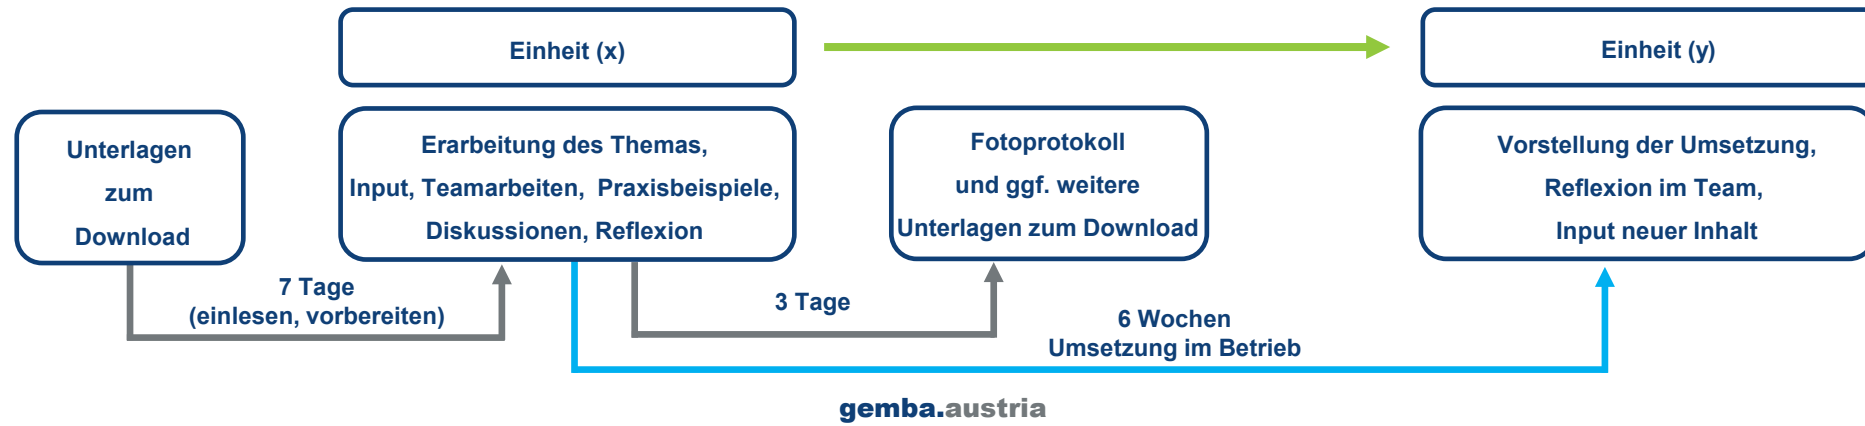 Einheit (x)
Einheit (y)
Unterlagen
zum
Download
Erarbeitung des Themas,
Input, Teamarbeiten, Praxisbeispiele,
Diskussionen, Reflexion
Fotoprotokoll
und ggf. weitere
Unterlagen zum Download
Vorstellung der Umsetzung,
Reflexion im Team,
Input neuer Inhalt
7 Tage
(einlesen, vorbereiten)
3 Tage
6 Wochen
Umsetzung im Betrieb
gemba.austria